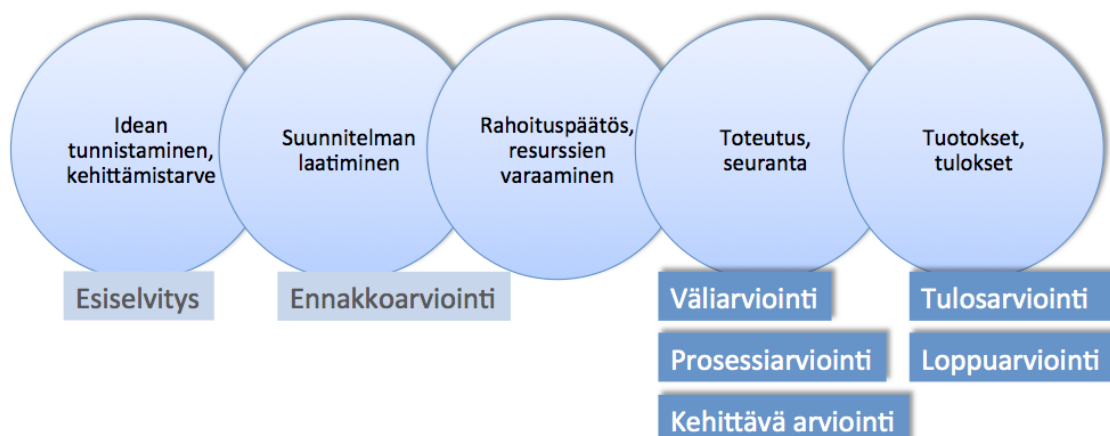 Idean
tunnistaminen,
kehittämistarve
Suunnitelman
laatiminen
Rahoituspäätös,
resurssien
varaaminen
Toteutus,
seuranta
Tuotokset,
tulokset
Esiselvitys
Ennakkoarviointi
Väliarviointi
Prosessiarviointi
Kehittävä arviointi
Tulosarviointi
Loppuarviointi